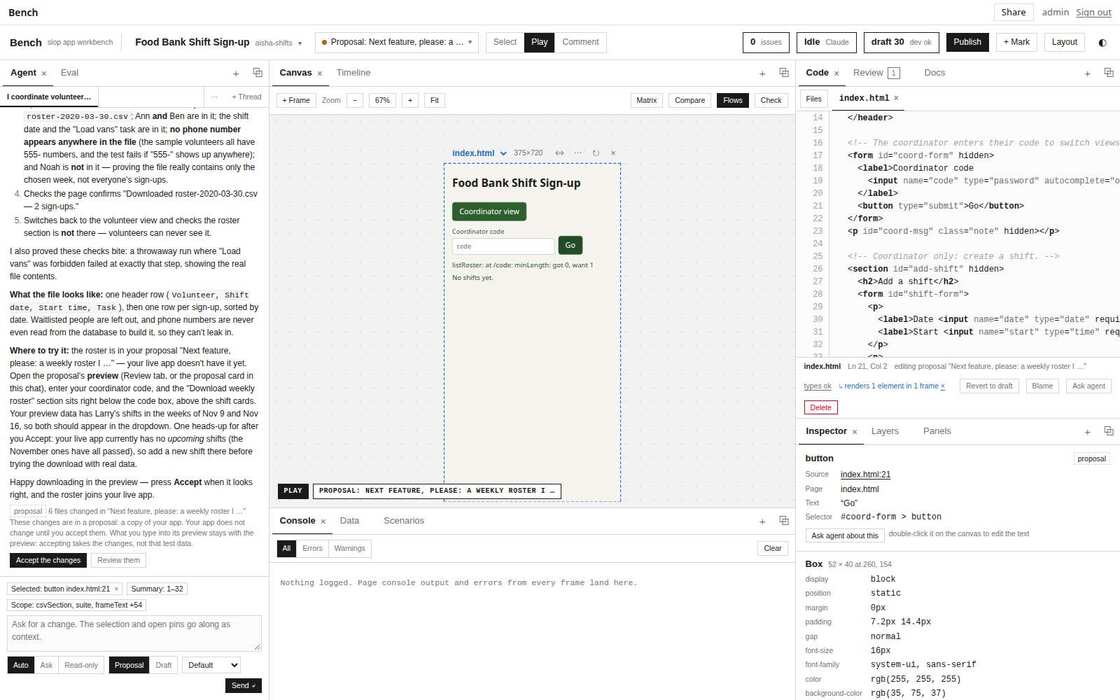 Bench
Share admin Sign out
Bench slop app workbench Food Bank Shift Sign-up aisha-shifts Proposal: Next feature, please: a … Select Play Comment 0 issues Idle Claude draft 30 dev ok Publish + Mark Layout
Agent × Eval
I coordinate volunteer… ··· + Thread
roster-2020-03-30.csv ; Ann and Ben are in it; the shift
date and the "Load vans" task are in it; no phone number
appears anywhere in the file (the sample volunteers all have
555- numbers, and the test fails if "555-" shows up anywhere);
and Noah is not in it — proving the file really contains only the
chosen week, not everyone's sign-ups.
4. Checks the page confirms "Downloaded roster-2020-03-30.csv
— 2 sign-ups."
5. Switches back to the volunteer view and checks the roster
section is not there — volunteers can never see it.
I also proved these checks bite: a throwaway run where "Load
vans" was forbidden failed at exactly that step, showing the real
file contents.
What the file looks like: one header row ( Volunteer, Shift
date, Start time, Task ), then one row per sign-up, sorted by
date. Waitlisted people are left out, and phone numbers are never
even read from the database to build it, so they can't leak in.
Where to try it: the roster is in your proposal "Next feature,
please: a weekly roster I …" — your live app doesn't have it yet.
Open the proposal's preview (Review tab, or the proposal card in
this chat), enter your coordinator code, and the "Download weekly
roster" section sits right below the code box, above the shift cards.
Your preview data has Larry's shifts in the weeks of Nov 9 and Nov
16, so both should appear in the dropdown. One heads-up for after
you Accept: your live app currently has no upcoming shifts (the
November ones have all passed), so add a new shift there before
trying the download with real data.
Happy downloading in the preview — press Accept when it looks
right, and the roster joins your live app.
proposal 6 files changed in "Next feature, please: a weekly roster I …"
These changes are in a proposal: a copy of your app. Your app does not
change until you accept them. What you type into its preview stays with the
preview: accepting takes the changes, not that test data.
Accept the changes Review them
Selected: button index.html:21 × Summary: 1–32
Scope: csvSection, suite, frameText +54
Ask for a change. The selection and open pins go along as
context.
Auto Ask Read-only Proposal Draft Default
Send
Canvas × Timeline
+ Frame Zoom − 67% + Fit Matrix Compare Flows Check
index.html 375×720 ··· ×
Food Bank Shift Sign-up
Coordinator view
Coordinator code
code Go
listRoster: at /code: minLength: got 0, want 1
No shifts yet.
PLAY PROPOSAL: NEXT FEATURE, PLEASE: A WEEKLY ROSTER I …
Console × Data Scenarios
All Errors Warnings Clear
Nothing logged. Page console output and errors from every frame land here.
Code × Review 1 Docs
Files index.html ×
14 </header>
15
16 <!-- The coordinator enters their code to switch views
17 <form id="coord-form" hidden>
18 <label>Coordinator code
19 <input name="code" type="password" autocomplete="o
20 </label>
21 <button type="submit">Go</button>
22 </form>
23 <p id="coord-msg" class="note" hidden></p>
24
25 <!-- Coordinator only: create a shift. -->
26 <section id="add-shift" hidden>
27 <h2>Add a shift</h2>
28 <form id="shift-form">
29 <p>
30 <label>Date <input name="date" type="date" requi
31 <label>Start <input name="start" type="time" req
32 </p>
33 <p>
index.html Ln 21, Col 2 editing proposal "Next feature, please: a weekly roster I …"
types ok renders 1 element in 1 frame × Revert to draft Blame Ask agent
Delete
Inspector × Layers Panels
button proposal
Source index.html:21
Page index.html
Text "Go"
Selector #coord-form > button
Ask agent about this double-click it on the canvas to edit the text
Box 52 × 40 at 260, 154
display block
position static
margin 0px
padding 7.2px 14.4px
gap normal
font-size 16px
font-family system-ui, sans-serif
color rgb(255, 255, 255)
background-color rgb(35, 75, 37)